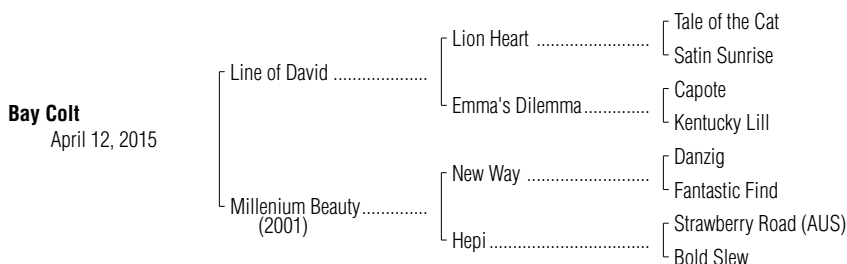 Tale of the Cat
Lion Heart ........................
Satin Sunrise
Line of David ....................
Capote
Emma's Dilemma..............
Kentucky Lill
Bay Colt
April 12, 2015
Danzig
New Way ..........................
Fantastic Find
Millenium Beauty..............
(2001)
Strawberry Road (AUS)
Hepi..................................
Bold Slew